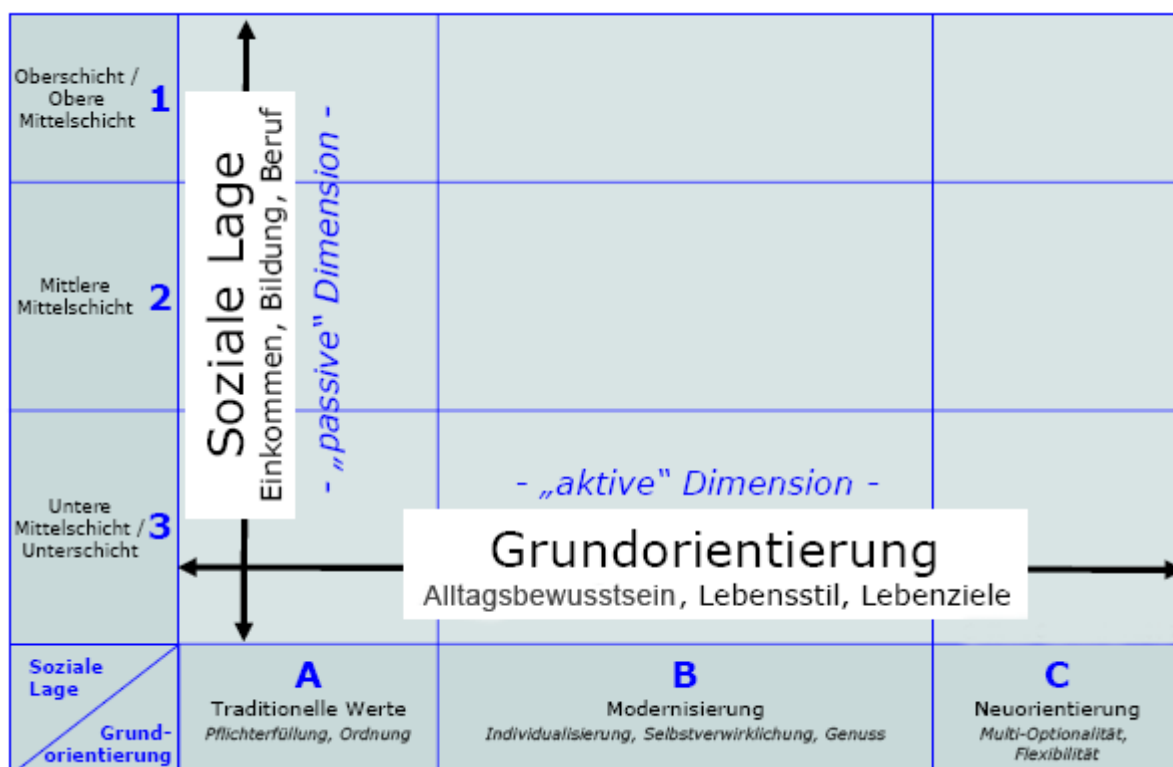 Oberschicht /
Obere
Mittelschicht
1
Mittlere
Mittelschicht
2
Untere
Mittelschicht /
Unterschicht
3
Soziale Lage
Einkommen, Bildung, Beruf
- „passive“ Dimension -
- „aktive“ Dimension -
Grundorientierung
Alltagsbewusstsein, Lebensstil, Lebenziele
Soziale
Lage
Grund-
orientierung
A
Traditionelle Werte
Pflichterfüllung, Ordnung
B
Modernisierung
Individualisierung, Selbstverwirklichung, Genuss
C
Neuorientierung
Multi-Optionalität,
Flexibilität